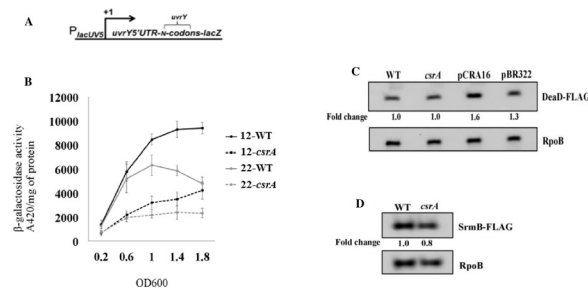 A
+1
uvrY
P lacUV5 uvrY5'UTR-N-codons-lacZ
B
β-galactosidase activity
A420/mg of protein
12000
10000
8000
6000
4000
2000
0
0.2 0.6 1 1.4 1.8
OD600
12-WT
12-csrA
22-WT
22-csrA
C
WT csrA pCRA16 pBR322
DeaD-FLAG
Fold change 1.0 1.0 1.6 1.3
RpoB
D
WT csrA
SrmB-FLAG
Fold change 1.0 0.8
RpoB